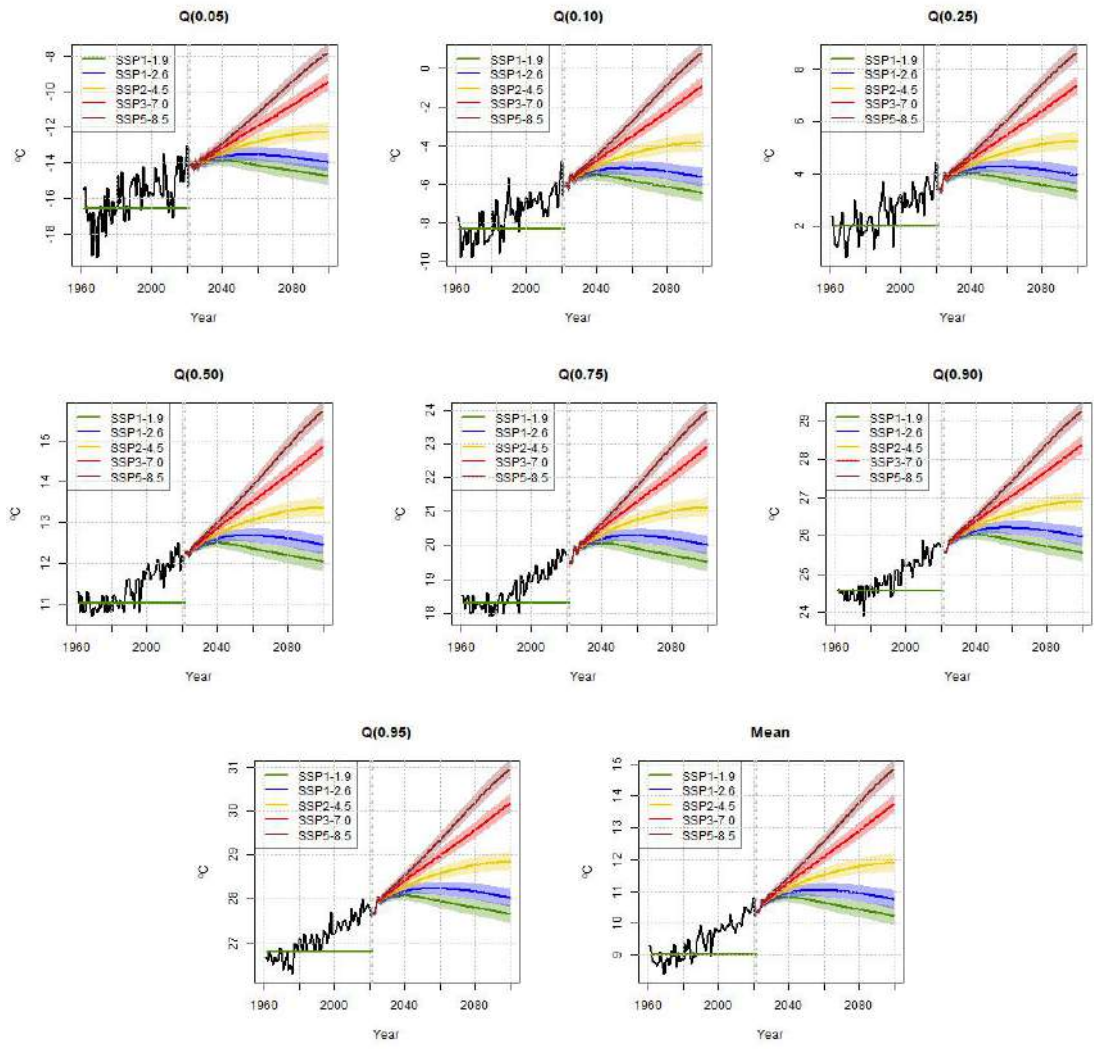 Q(0.05)
SSP1-1.9
SSP1-2.6
SSP2-4.5
SSP3-7.0
SSP5-8.5
-8
-10
-12
-14
-16
-18
ºC
1960 2000 2040 2080
Year
Q(0.10)
SSP1-1.9
SSP1-2.6
SSP2-4.5
SSP3-7.0
SSP5-8.5
0
-2
-4
-6
-8
-10
ºC
1960 2000 2040 2080
Year
Q(0.25)
SSP1-1.9
SSP1-2.6
SSP2-4.5
SSP3-7.0
SSP5-8.5
8
6
4
2
ºC
1960 2000 2040 2080
Year
Q(0.50)
SSP1-1.9
SSP1-2.6
SSP2-4.5
SSP3-7.0
SSP5-8.5
15
14
13
12
11
ºC
1960 2000 2040 2080
Year
Q(0.75)
SSP1-1.9
SSP1-2.6
SSP2-4.5
SSP3-7.0
SSP5-8.5
24
23
22
21
20
19
18
ºC
1960 2000 2040 2080
Year
Q(0.90)
SSP1-1.9
SSP1-2.6
SSP2-4.5
SSP3-7.0
SSP5-8.5
29
28
27
26
25
24
ºC
1960 2000 2040 2080
Year
Q(0.95)
SSP1-1.9
SSP1-2.6
SSP2-4.5
SSP3-7.0
SSP5-8.5
31
30
29
28
27
ºC
1960 2000 2040 2080
Year
Mean
SSP1-1.9
SSP1-2.6
SSP2-4.5
SSP3-7.0
SSP5-8.5
15
14
13
12
11
10
9
ºC
1960 2000 2040 2080
Year